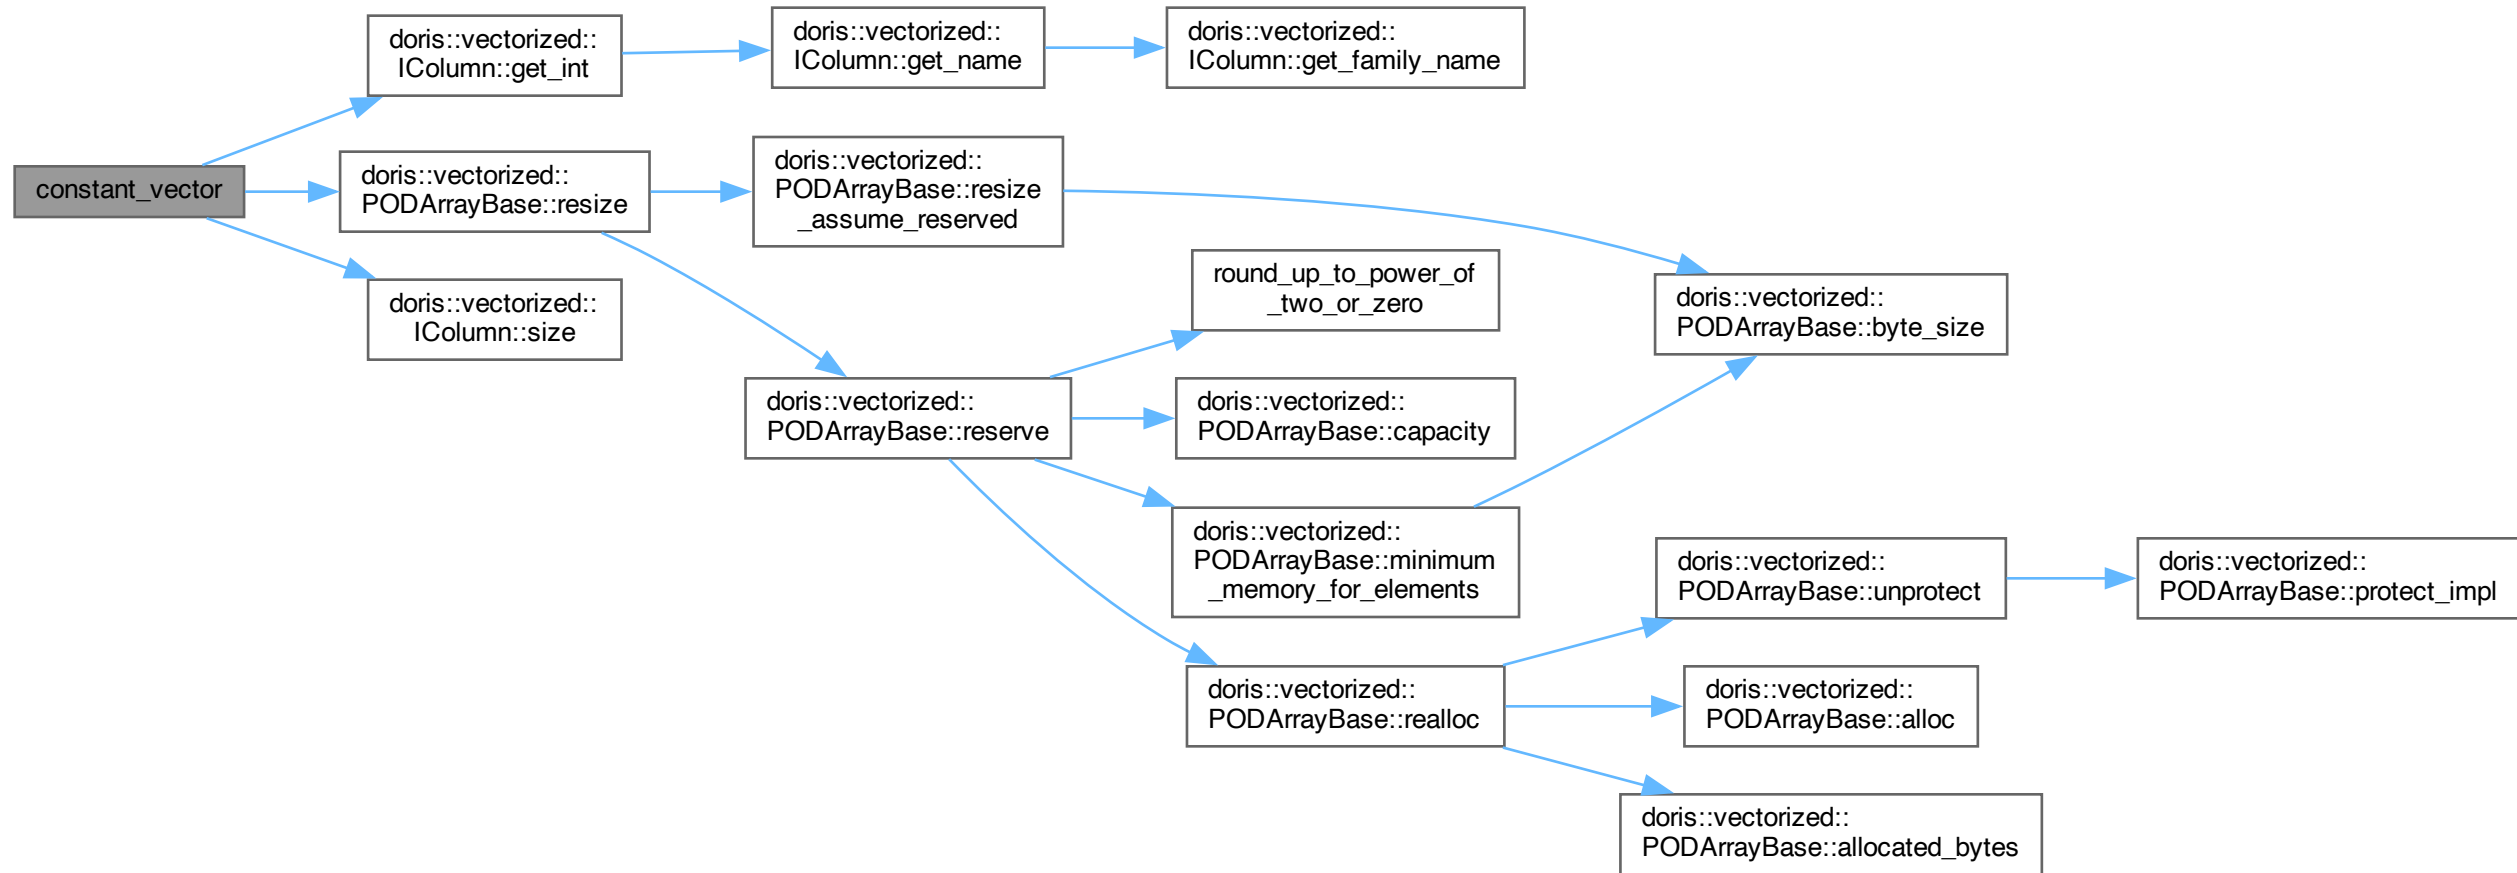 constant_vector
doris::vectorized::
IColumn::get_int
doris::vectorized::
IColumn::get_name
doris::vectorized::
IColumn::get_family_name
doris::vectorized::
PODArrayBase::resize
doris::vectorized::
PODArrayBase::resize
_assume_reserved
doris::vectorized::
PODArrayBase::byte_size
doris::vectorized::
PODArrayBase::reserve
round_up_to_power_of
_two_or_zero
doris::vectorized::
PODArrayBase::capacity
doris::vectorized::
PODArrayBase::minimum
_memory_for_elements
doris::vectorized::
PODArrayBase::realloc
doris::vectorized::
PODArrayBase::unprotect
doris::vectorized::
PODArrayBase::protect_impl
doris::vectorized::
PODArrayBase::alloc
doris::vectorized::
PODArrayBase::allocated_bytes
doris::vectorized::
IColumn::size